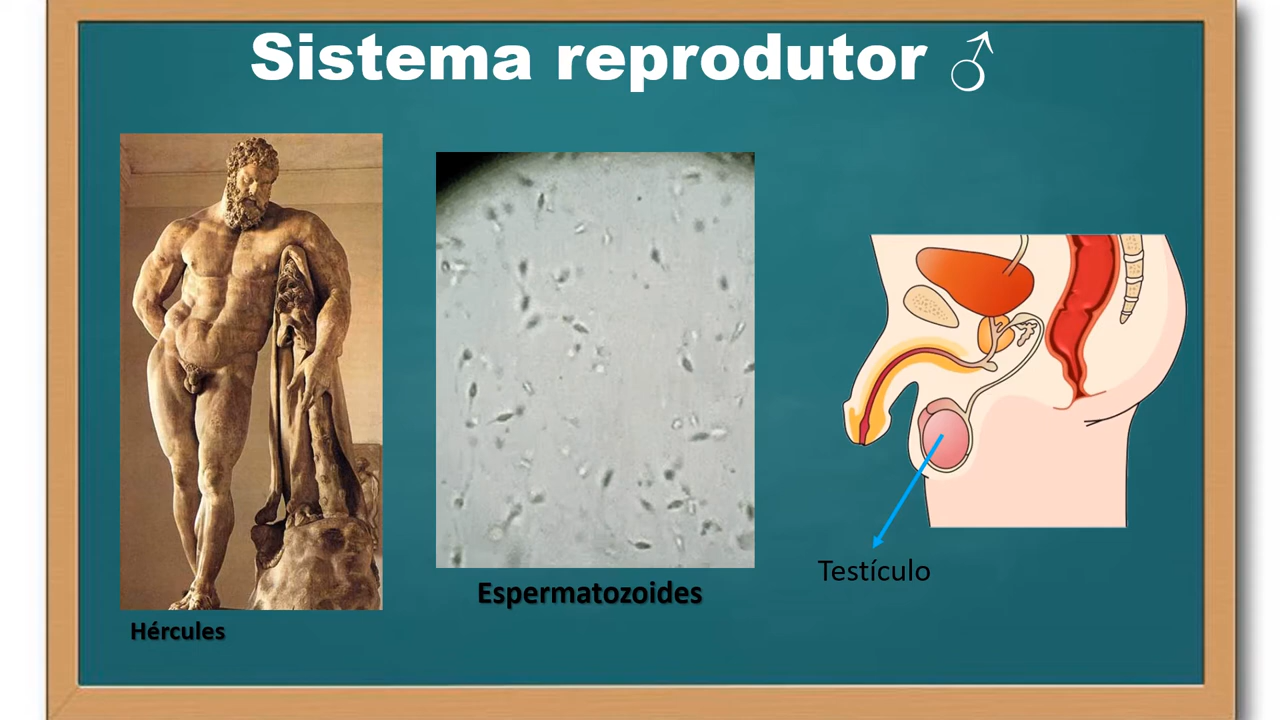 Sistema reprodutor ♂
Espermatozoides
Testículo
Hércules